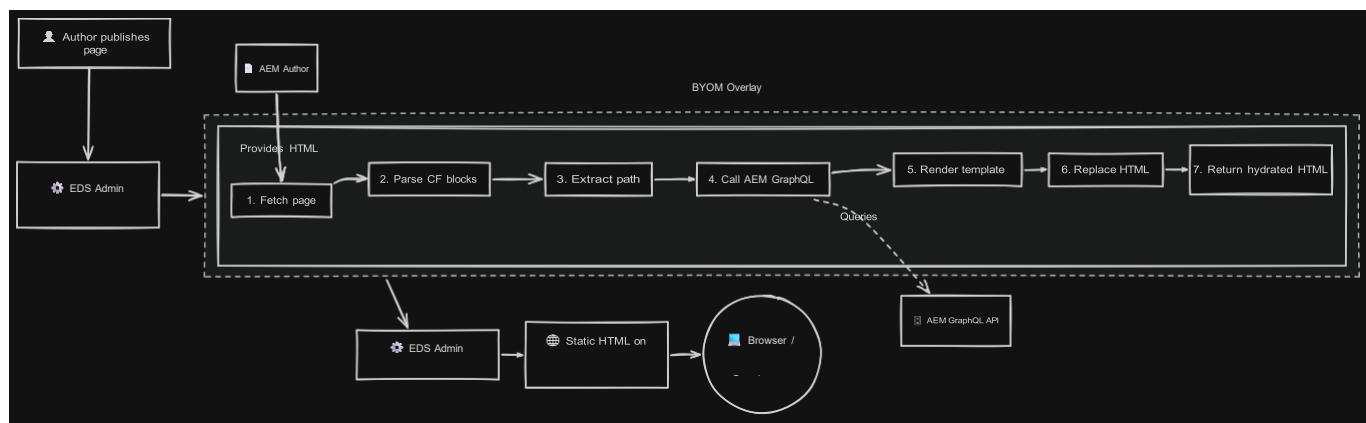 Author publishes
page
AEM Author
BYOM Overlay
Provides HTML
EDS Admin
1. Fetch page
2. Parse CF blocks
3. Extract path
4. Call AEM GraphQL
5. Render template
6. Replace HTML
7. Return hydrated HTML
Queries
AEM GraphQL API
EDS Admin
Static HTML on
Browser /